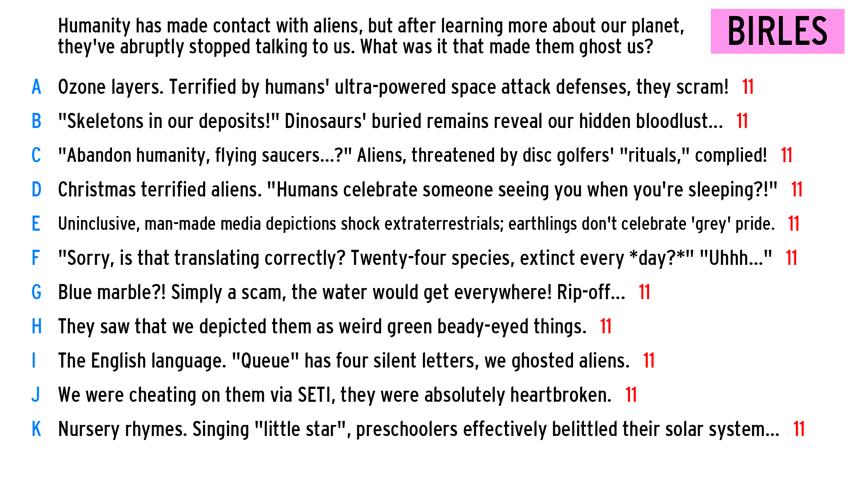 Humanity has made contact with aliens, but after learning more about our planet,
they've abruptly stopped talking to us. What was it that made them ghost us?
BIRLES
A Ozone layers. Terrified by humans' ultra-powered space attack defenses, they scram! 11
B "Skeletons in our deposits!" Dinosaurs' buried remains reveal our hidden bloodlust... 11
C "Abandon humanity, flying saucers...?" Aliens, threatened by disc golfers' "rituals," complied! 11
D Christmas terrified aliens. "Humans celebrate someone seeing you when you're sleeping?!" 11
E Uninclusive, man-made media depictions shock extraterrestrials; earthlings don't celebrate 'grey' pride. 11
F "Sorry, is that translating correctly? Twenty-four species, extinct every *day?*" "Uhhh..." 11
G Blue marble?! Simply a scam, the water would get everywhere! Rip-off... 11
H They saw that we depicted them as weird green beady-eyed things. 11
I The English language. "Queue" has four silent letters, we ghosted aliens. 11
J We were cheating on them via SETI, they were absolutely heartbroken. 11
K Nursery rhymes. Singing "little star", preschoolers effectively belittled their solar system... 11